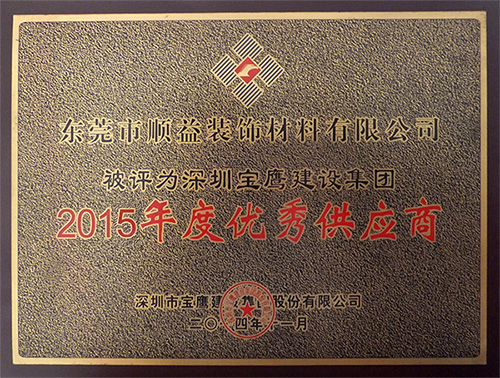 东莞市顺益装饰材料有限公司
被评为深圳宝鹰建设集团
2015年度优秀供应商
深圳市宝鹰建 股份有限公司
二〇 四年 一月